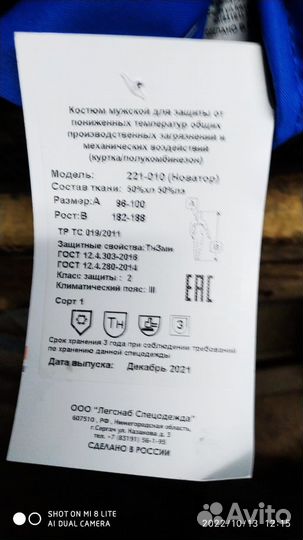 Костюм мужской для защиты от
пониженных температур общих
производственных загрязнений и
механических воздействий
(куртка/полукомбинезон)
Модель: 221-010 (Новатор)
Состав ткани: 50%хл 50%пэ
Размер:А 96-100
Рост:В 182-188
ТР ТС 019/2011
Защитные свойства:ТнЗми
ГОСТ 12.4.303-2016
ГОСТ 12.4.280-2014
Класс защиты : 2
Климатический пояс: III
Сорт 1
ЕАС
Тн
З
Срок хранения 3 года при соблюдении требований
по хранению данной спецодежды
Дата выпуска: Декабрь 2021
ООО "Легснаб Спецодежда"
607510 , РФ , Нижегородская область,
г.Сергач ул. Казакова д. 3
тел. +7 (83191) 56-1-95
СДЕЛАНО В РОССИИ
SHOT ON MI 8 LITE
AI DUAL CAMERA
2022/10/13 12:15
Avito